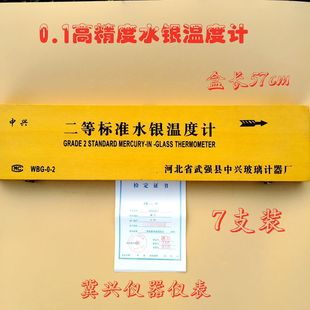 0.1高精度水银温度计
盒长57cm
中兴
二等标准水银温度计
GRADE 2 STANDARD MERCURY-IN-GLASS THERMOMETER
MC
WBG-0-2
河北省武强县中兴玻璃计器厂
检定证书
7支装
冀兴仪器仪表